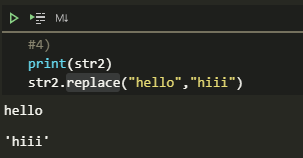 M↓
#4)
print(str2)
str2.replace("hello","hiii")
hello
'hiii'